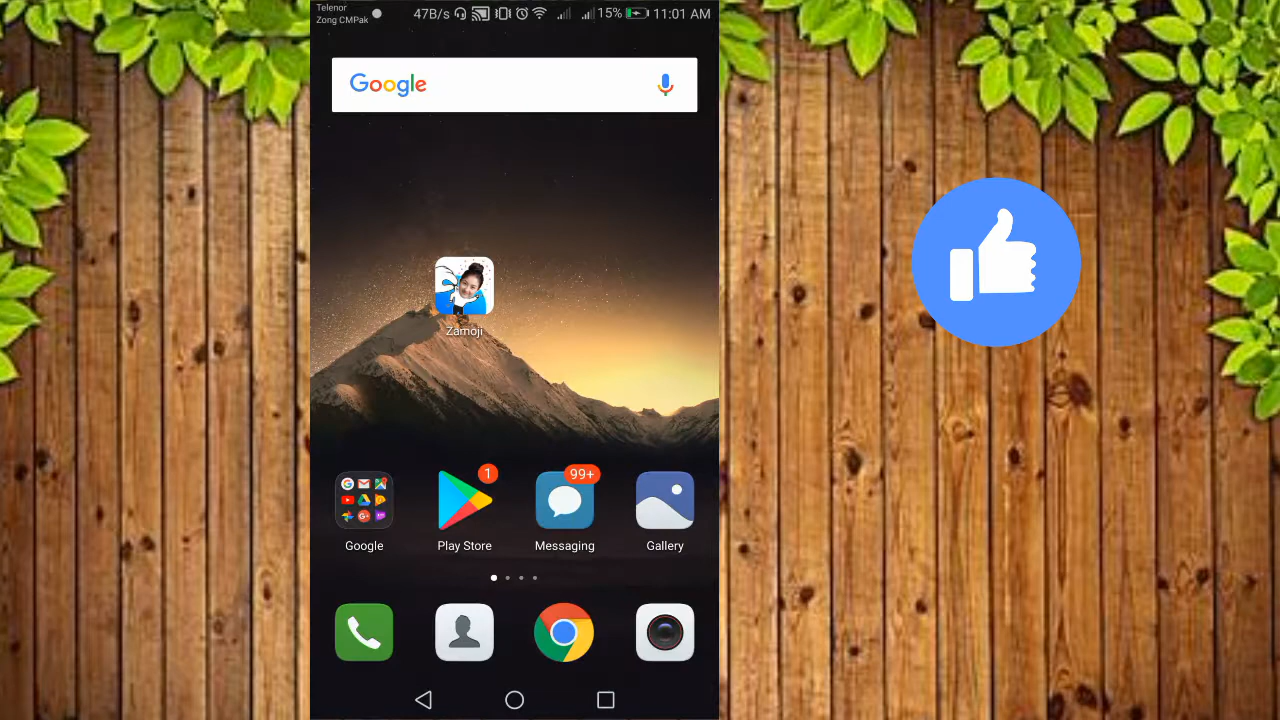 Telenor
Zong CMPak
47B/s 15% 11:01 AM
Google
Zamoji
1
99+
Google
Play Store
Messaging
Gallery